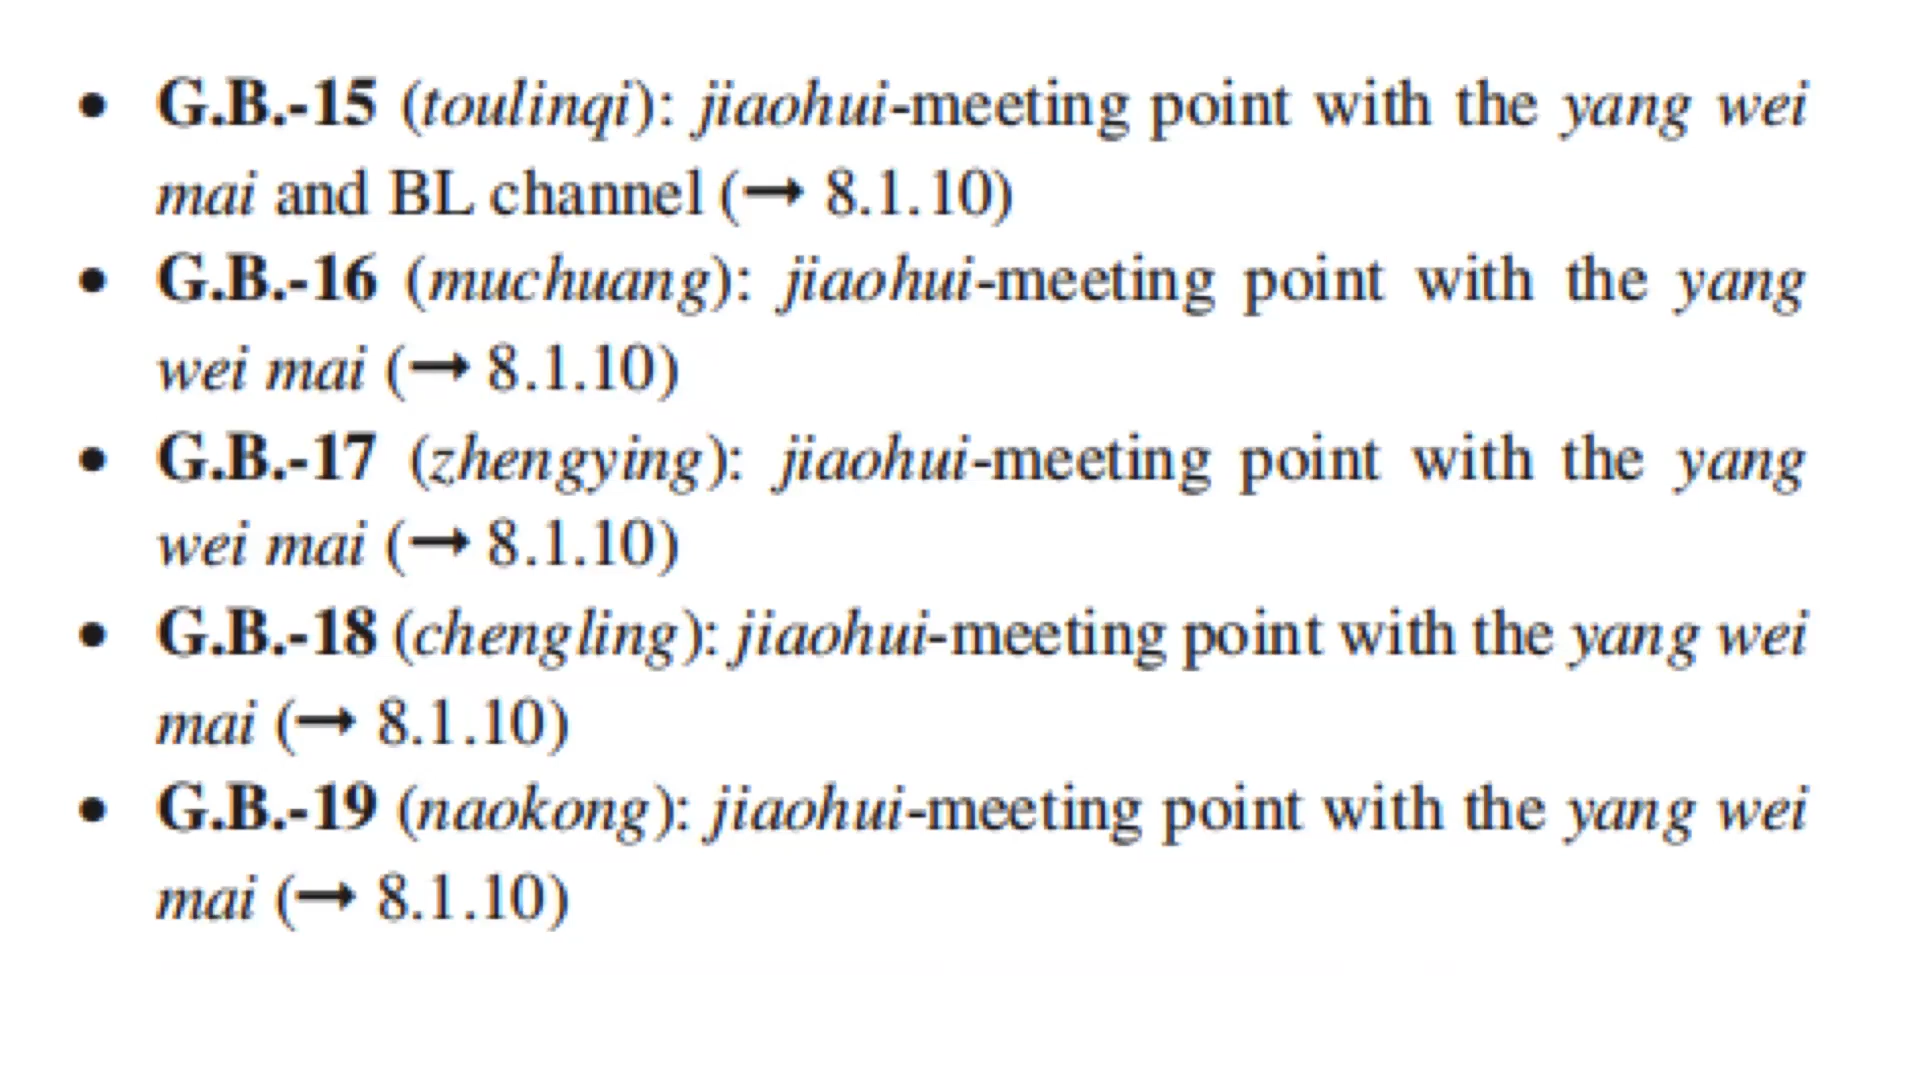 • G.B.-15 (toulinqi): jiaohui-meeting point with the yang wei
mai and BL channel (→ 8.1.10)
• G.B.-16 (muchuang): jiaohui-meeting point with the yang
wei mai (→ 8.1.10)
• G.B.-17 (zhengying): jiaohui-meeting point with the yang
wei mai (→ 8.1.10)
• G.B.-18 (chengling): jiaohui-meeting point with the yang wei
mai (→ 8.1.10)
• G.B.-19 (naokong): jiaohui-meeting point with the yang wei
mai (→ 8.1.10)